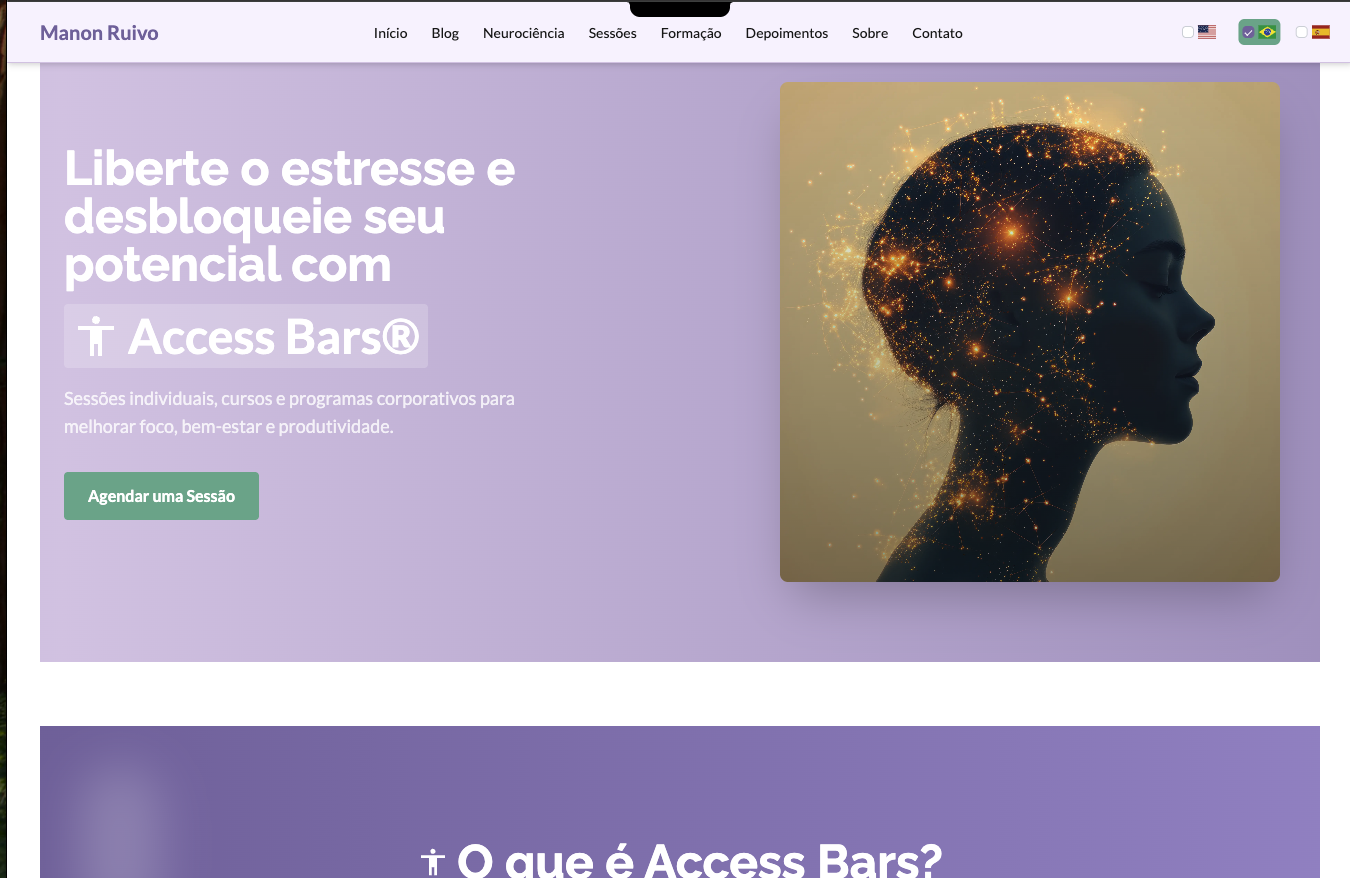 Manon Ruivo
Início Blog Neurociência Sessões Formação Depoimentos Sobre Contato
Liberte o estresse e
desbloqueie seu
potencial com
Access Bars®
Sessões individuais, cursos e programas corporativos para
melhorar foco, bem-estar e produtividade.
Agendar uma Sessão
O que é Access Bars?